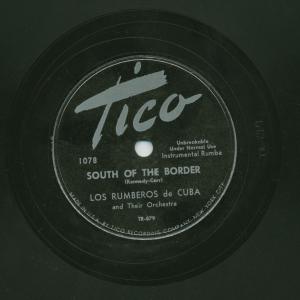 Tico
Unbreakable
Under Normal Use
1078
Instrumental Rumba
SOUTH OF THE BORDER
(Kennedy-Carr)
LOS RUMBEROS de CUBA
and Their Orchestra
TR-679
MADE IN U.S.A. BY TICO RECORDING COMPANY, NEW YORK CITY